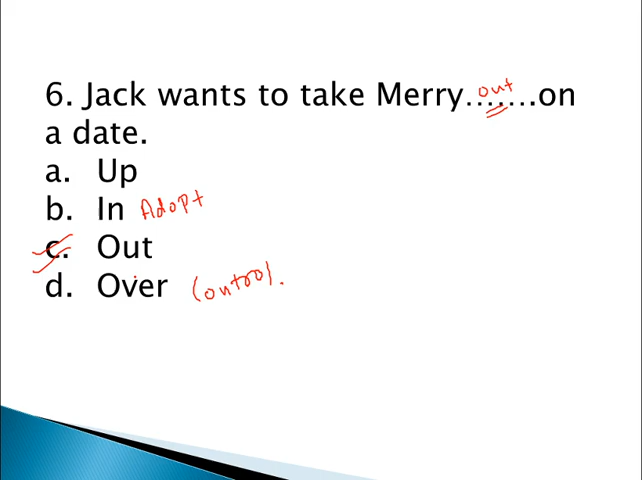 6. Jack wants to take Merry…out….on
a date.
a. Up
b. In Adopt
c. Out
d. Over Control.